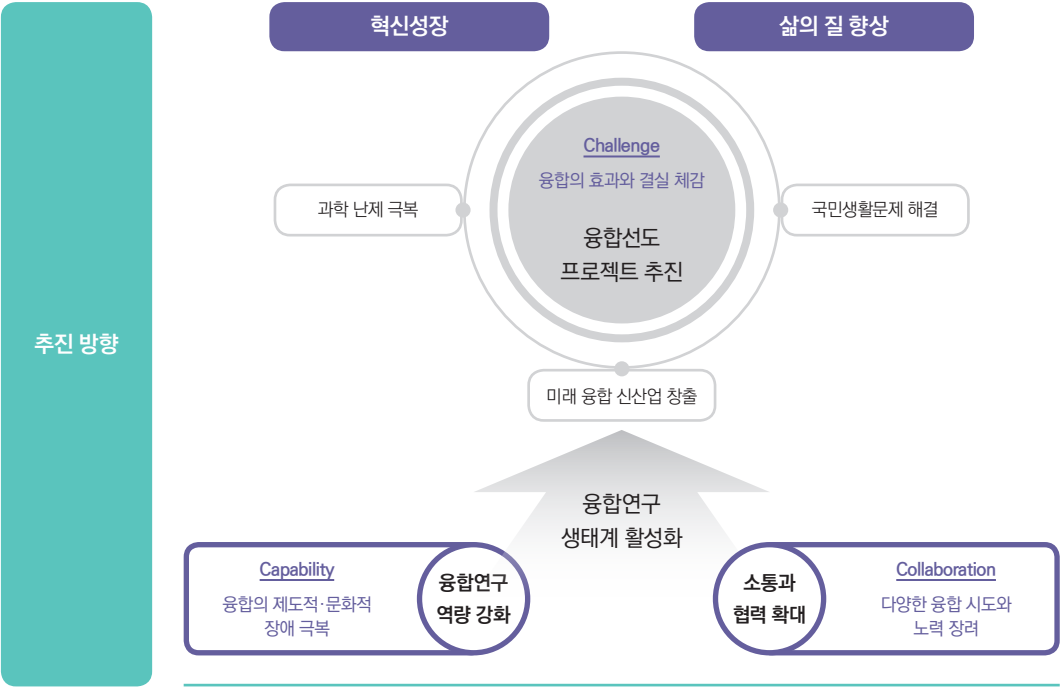 추진 방향
혁신성장
삶의 질 향상
Challenge
융합의 효과와 결실 체감
융합선도
프로젝트 추진
과학 난제 극복
국민생활문제 해결
미래 융합 신산업 창출
융합연구
생태계 활성화
Capability
융합의 제도적·문화적
장애 극복
융합연구
역량 강화
소통과
협력 확대
Collaboration
다양한 융합 시도와
노력 장려